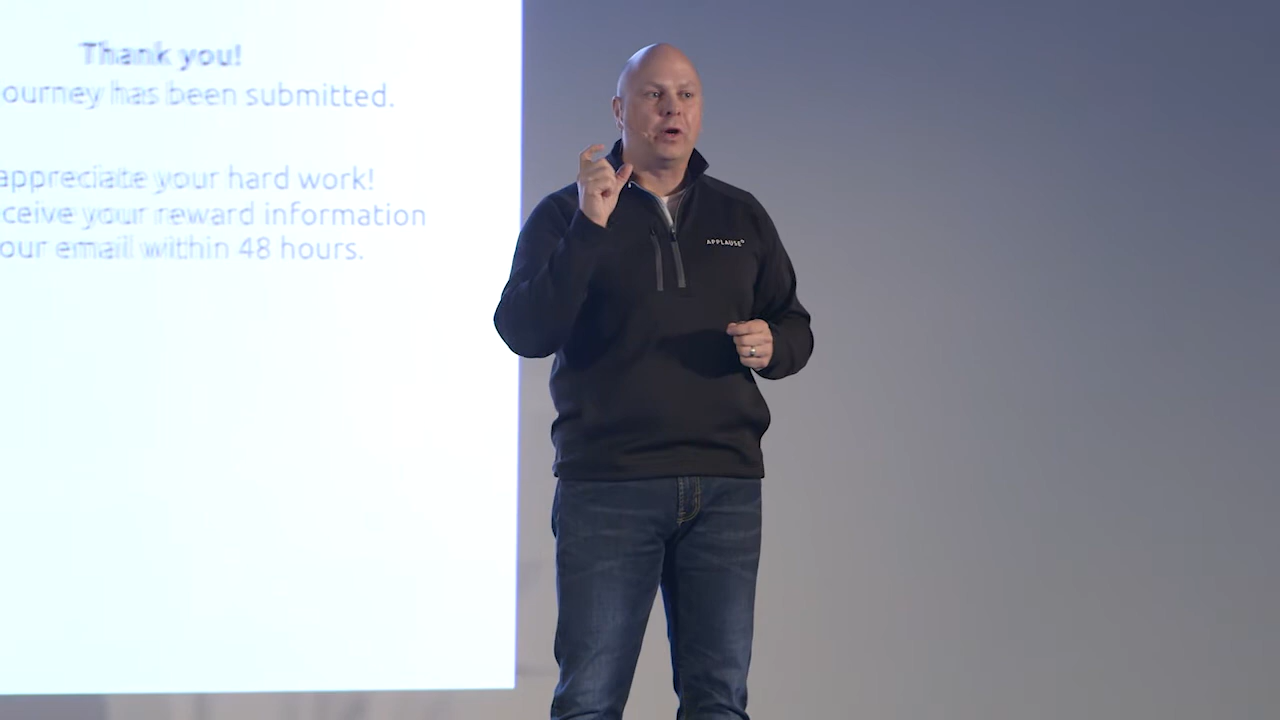 Thank you!
ourney has been submitted.
appreciate your hard work!
ceive your reward information
our email within 48 hours.
APPLAUSE